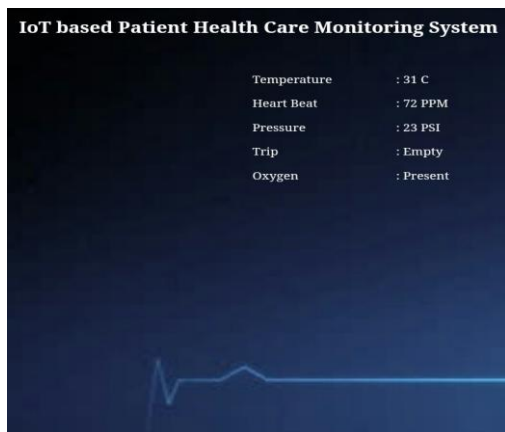 IoT based Patient Health Care Monitoring System
Temperature : 31 C
Heart Beat : 72 PPM
Pressure : 23 PSI
Trip : Empty
Oxygen : Present